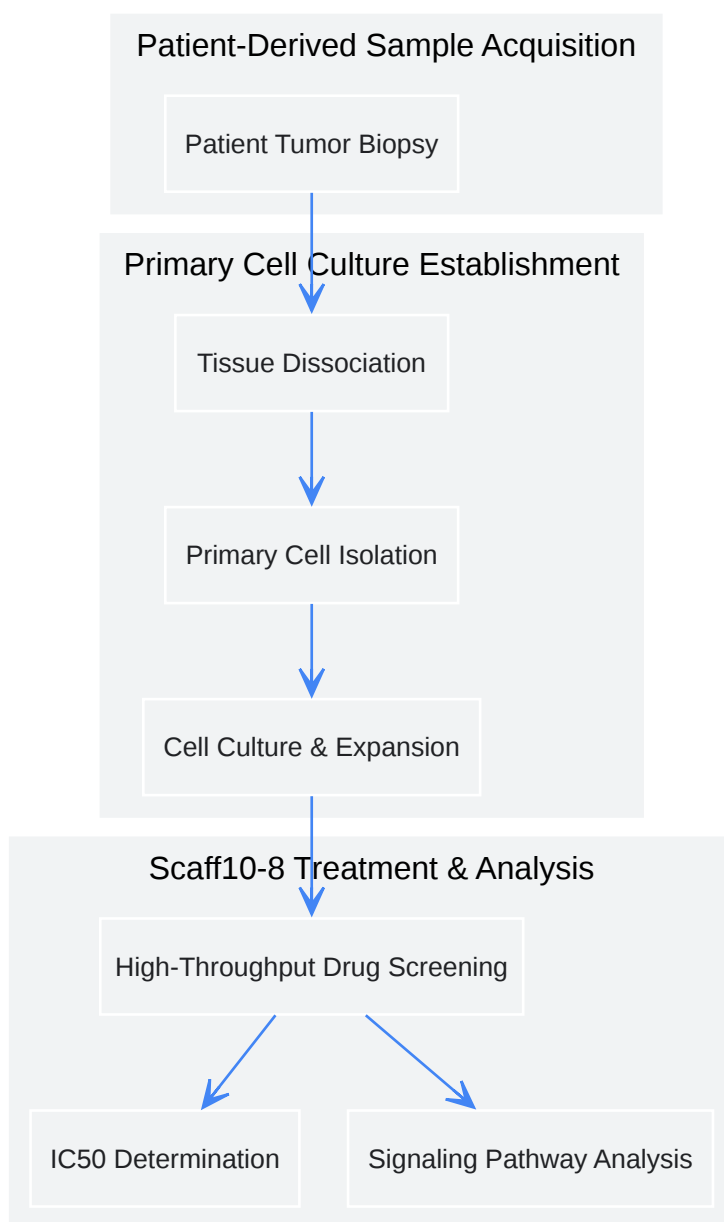 Patient-Derived Sample Acquisition
Patient Tumor Biopsy
Primary Cell Culture Establishment
Tissue Dissociation
Primary Cell Isolation
Cell Culture & Expansion
Scaff10-8 Treatment & Analysis
High-Throughput Drug Screening
IC50 Determination
Signaling Pathway Analysis